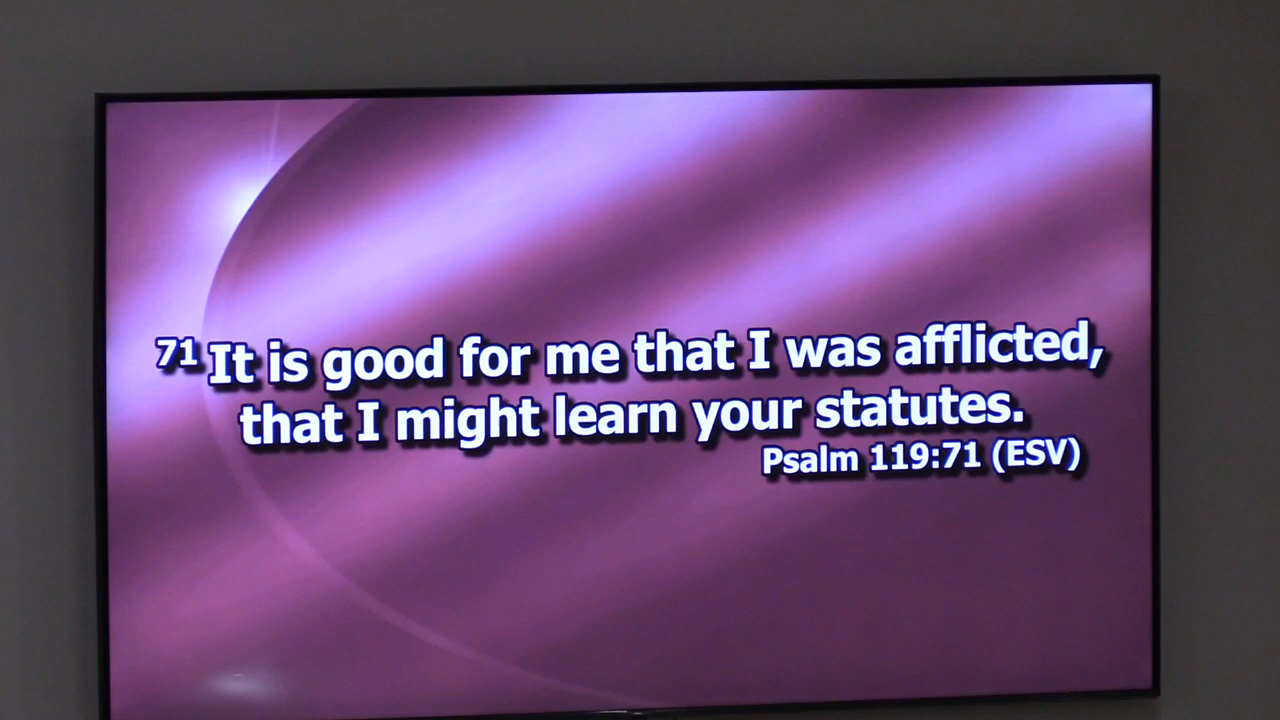 71 It is good for me that I was afflicted,
that I might learn your statutes.
Psalm 119:71 (ESV)